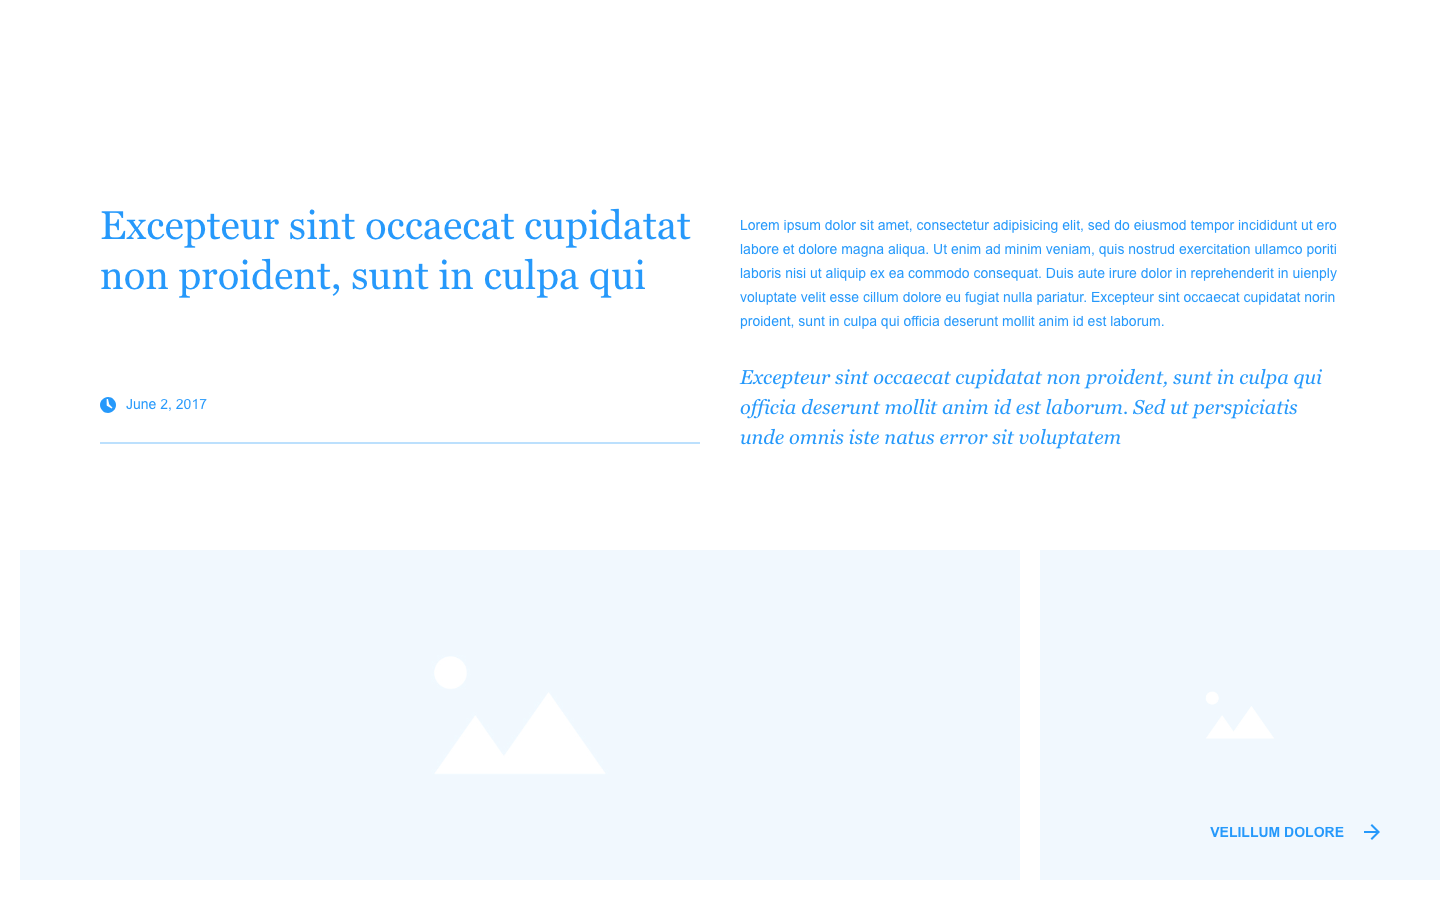 Excepteur sint occaecat cupidatat
non proident, sunt in culpa qui
June 2, 2017
Lorem ipsum dolor sit amet, consectetur adipisicing elit, sed do eiusmod tempor incididunt ut ero
labore et dolore magna aliqua. Ut enim ad minim veniam, quis nostrud exercitation ullamco poriti
laboris nisi ut aliquip ex ea commodo consequat. Duis aute irure dolor in reprehenderit in uienply
voluptate velit esse cillum dolore eu fugiat nulla pariatur. Excepteur sint occaecat cupidatat norin
proident, sunt in culpa qui officia deserunt mollit anim id est laborum.
Excepteur sint occaecat cupidatat non proident, sunt in culpa qui
officia deserunt mollit anim id est laborum. Sed ut perspiciatis
unde omnis iste natus error sit voluptatem
VELILLUM DOLORE